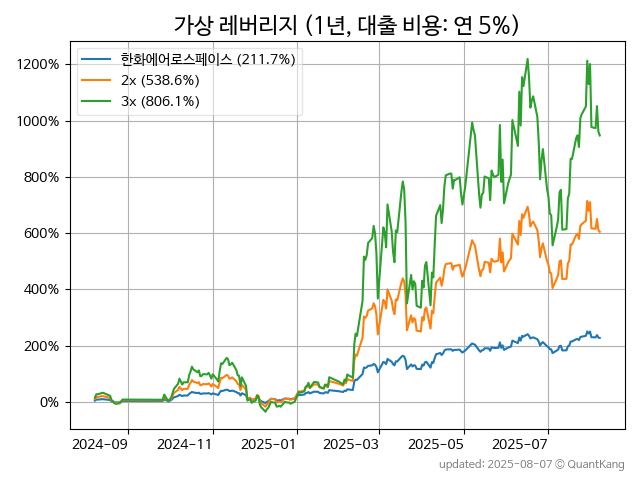 가상 레버리지 (1년, 대출 비용: 연 5%)
한화에어로스페이스 (211.7%)
2x (538.6%)
3x (806.1%)
1200%
1000%
800%
600%
400%
200%
0%
2024-09 2024-11 2025-01 2025-03 2025-05 2025-07
updated: 2025-08-07 © QuantKang